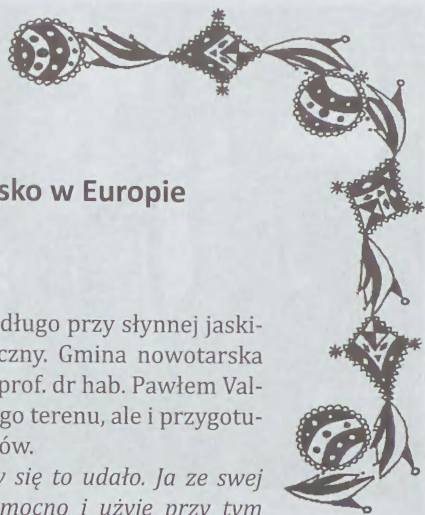 sko w Europie
długo przy słynnej jaski-
czny. Gmina nowotarska
prof. dr hab. Pawłem Val-
go terenu, ale i przygotu-
ów.
y się to udało. Ja ze swej
mocno i użyję przy tym